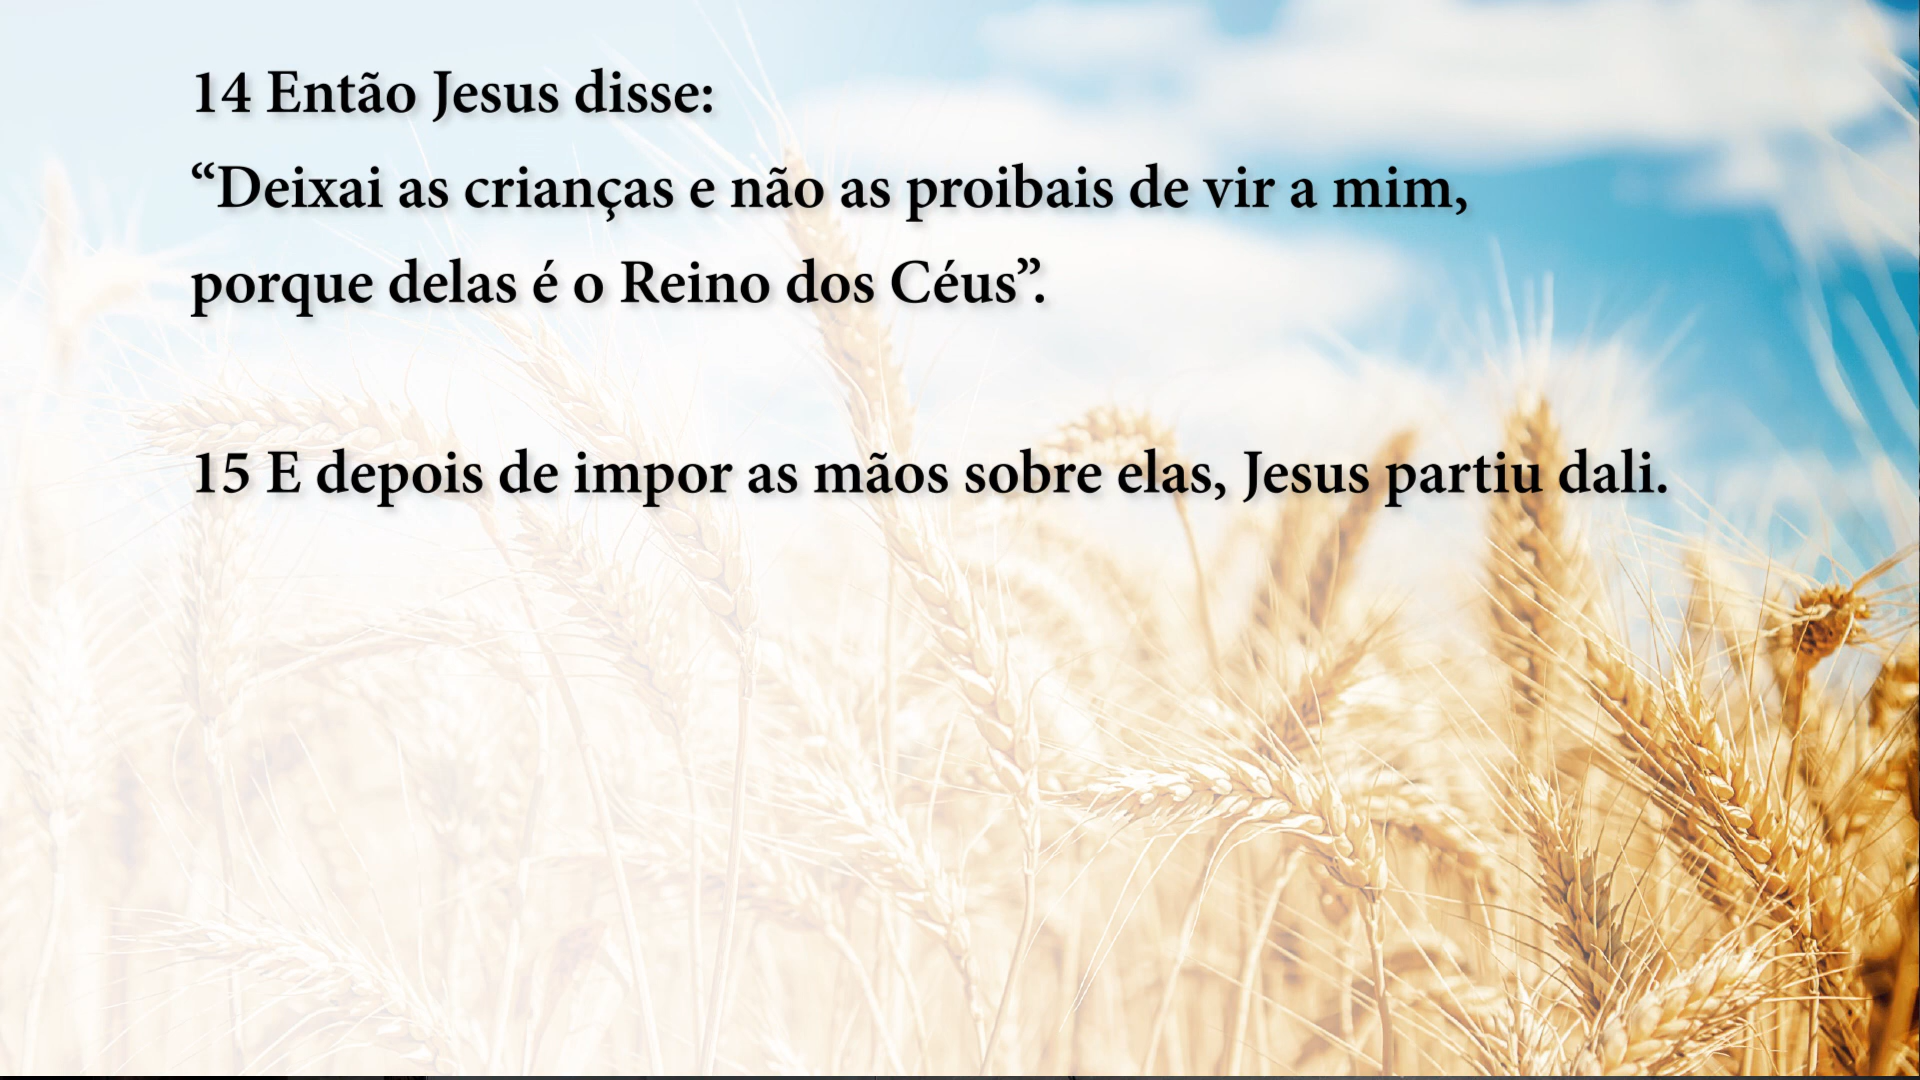 14 Então Jesus disse:
“Deixai as crianças e não as proibais de vir a mim,
porque delas é o Reino dos Céus”.
15 E depois de impor as mãos sobre elas, Jesus partiu dali.